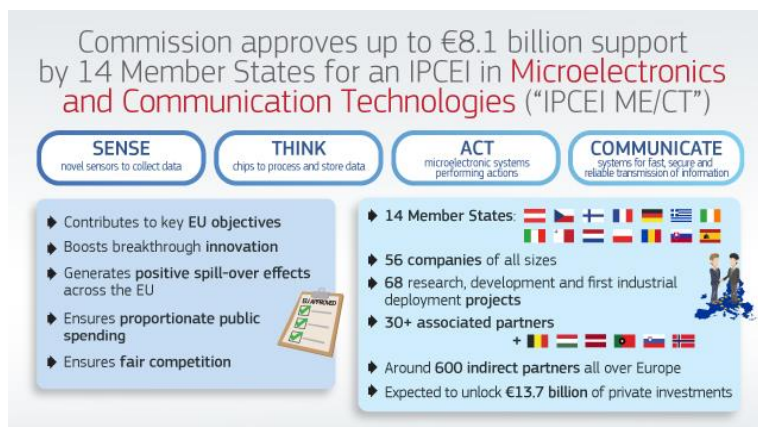 Commission approves up to €8.1 billion support
by 14 Member States for an IPCEI in Microelectronics
and Communication Technologies (“IPCEI ME/CT”)
SENSE
novel sensors to collect data
THINK
chips to process and store data
ACT
microelectronic systems
performing actions
COMMUNICATE
systems for fast, secure and
reliable transmission of information
Contributes to key EU objectives
Boosts breakthrough innovation
Generates positive spill-over effects
across the EU
Ensures proportionate public
spending
Ensures fair competition
EU APPROVED
14 Member States:
56 companies of all sizes
68 research, development and first industrial
deployment projects
30+ associated partners
+
Around 600 indirect partners all over Europe
Expected to unlock €13,7 billion of private investments